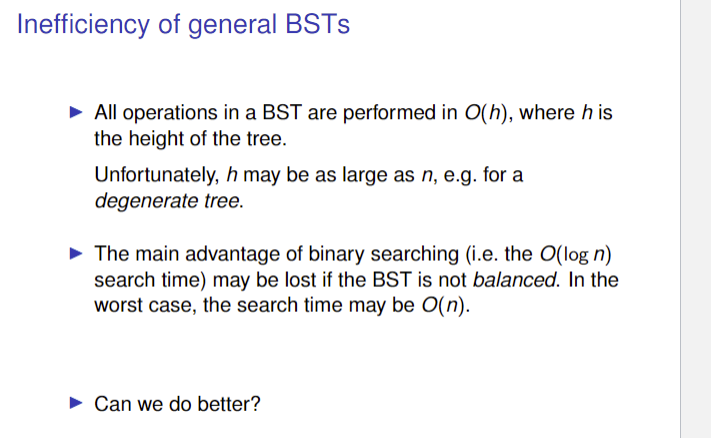 Inefficiency of general BSTs
▶ All operations in a BST are performed in O(h), where h is
the height of the tree.
Unfortunately, h may be as large as n, e.g. for a
degenerate tree.
▶ The main advantage of binary searching (i.e. the O(log n)
search time) may be lost if the BST is not balanced. In the
worst case, the search time may be O(n).
▶ Can we do better?